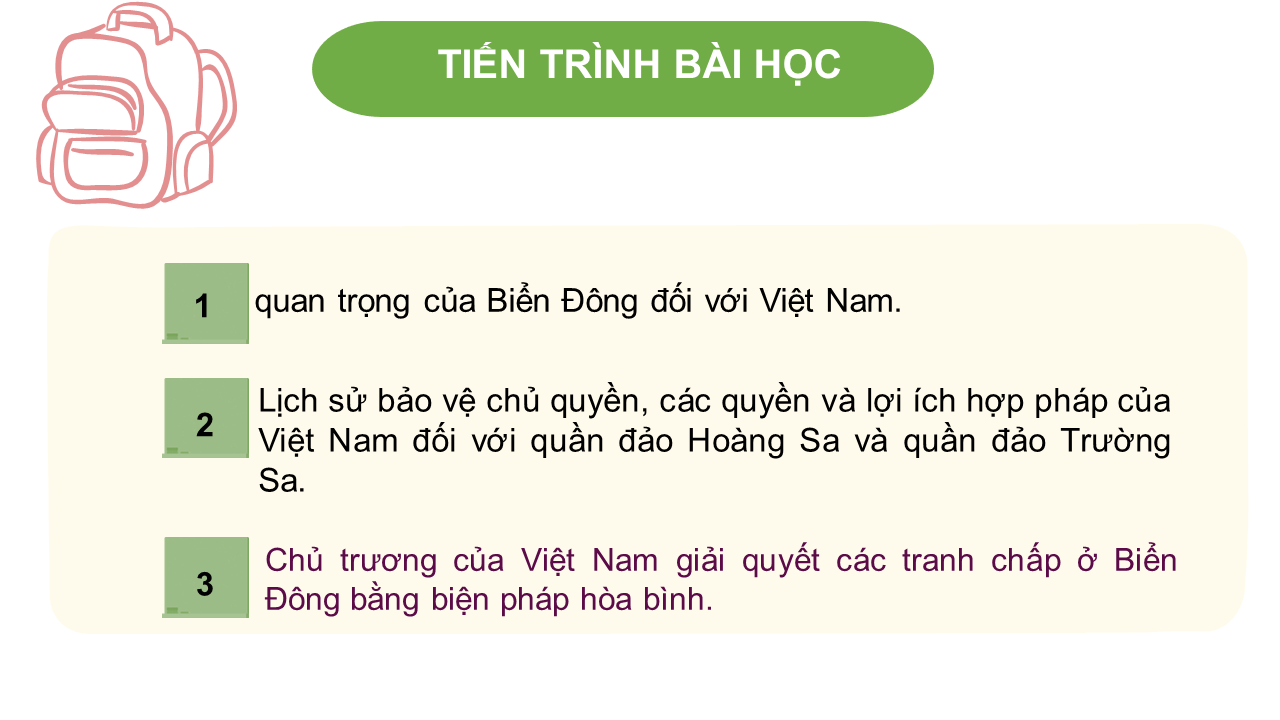 TIẾN TRÌNH BÀI HỌC
1
quan trọng của Biển Đông đối với Việt Nam.
2
Lịch sử bảo vệ chủ quyền, các quyền và lợi ích hợp pháp của
Việt Nam đối với quần đảo Hoàng Sa và quần đảo Trường
Sa.
3
Chủ trương của Việt Nam giải quyết các tranh chấp ở Biển
Đông bằng biện pháp hòa bình.